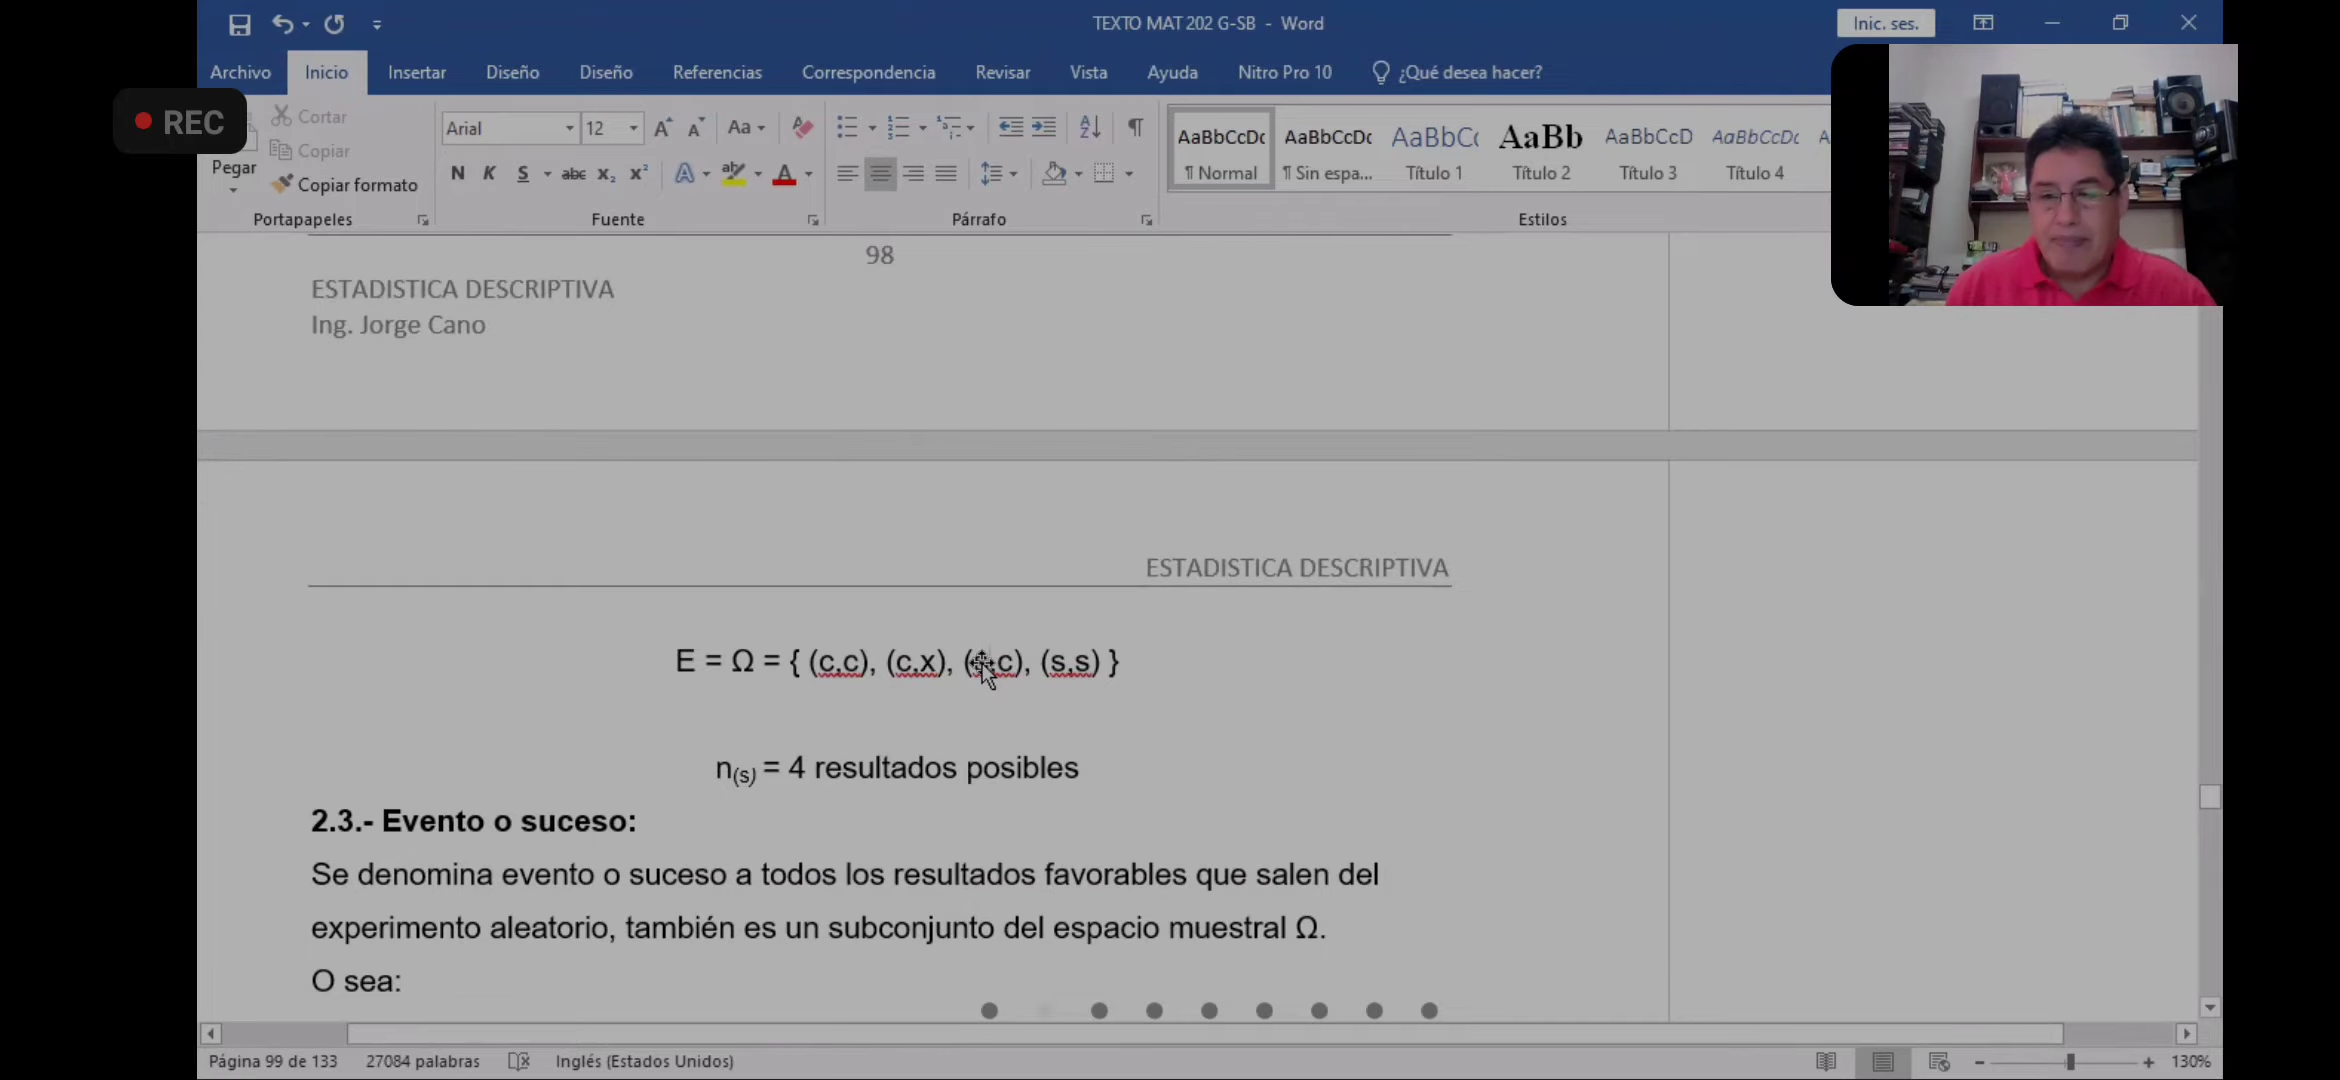 TEXTO MAT 202 G-SB - Word
Inic. ses.
Archivo Inicio Insertar Diseño Diseño Referencias Correspondencia Revisar Vista Ayuda Nitro Pro 10 ¿Qué desea hacer?
REC
Cortar
Copiar
Copiar formato
Pegar
Portapapeles
Arial 12
Aa
N K S abc x₂ x²
Fuente
Párrafo
AaBbCcDc AaBbCcDc AaBbC( AaBb AaBbCcD AaBbCcDc
¶ Normal ¶ Sin espa... Título 1 Título 2 Título 3 Título 4
Estilos
98
ESTADISTICA DESCRIPTIVA
Ing. Jorge Cano
ESTADISTICA DESCRIPTIVA
E = Ω = { (c,c), (c,x), ( ,c), (s,s) }
n(s) = 4 resultados posibles
2.3.- Evento o suceso:
Se denomina evento o suceso a todos los resultados favorables que salen del
experimento aleatorio, también es un subconjunto del espacio muestral Ω.
O sea:
Página 99 de 133 27084 palabras Inglés (Estados Unidos) 130%